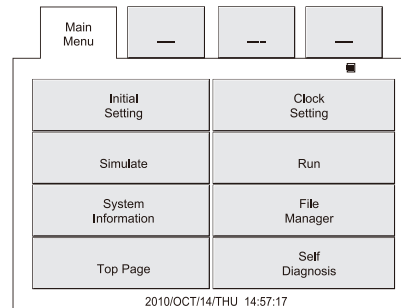 Main
Menu
Initial
Setting
Clock
Setting
Simulate
Run
System
Information
File
Manager
Top Page
Self
Diagnosis
2010/OCT/14/THU 14:57:17